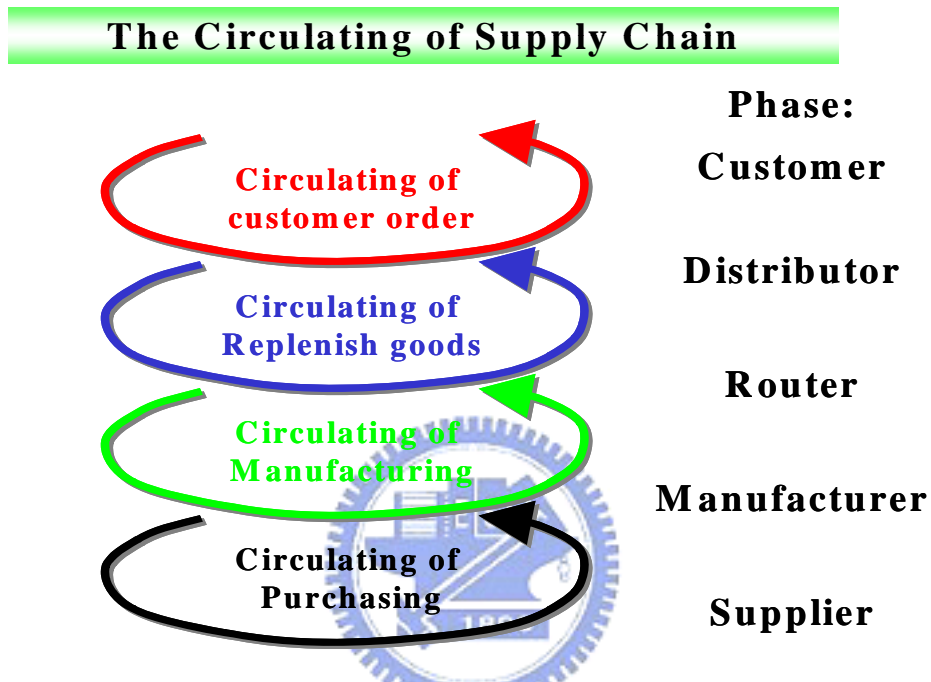 The Circulating of Supply Chain
Phase:
Circulating of
customer order
Customer
Circulating of
Replenish goods
Distributor
Circulating of
Manufacturing
Router
Manufacturer
Circulating of
Purchasing
Supplier